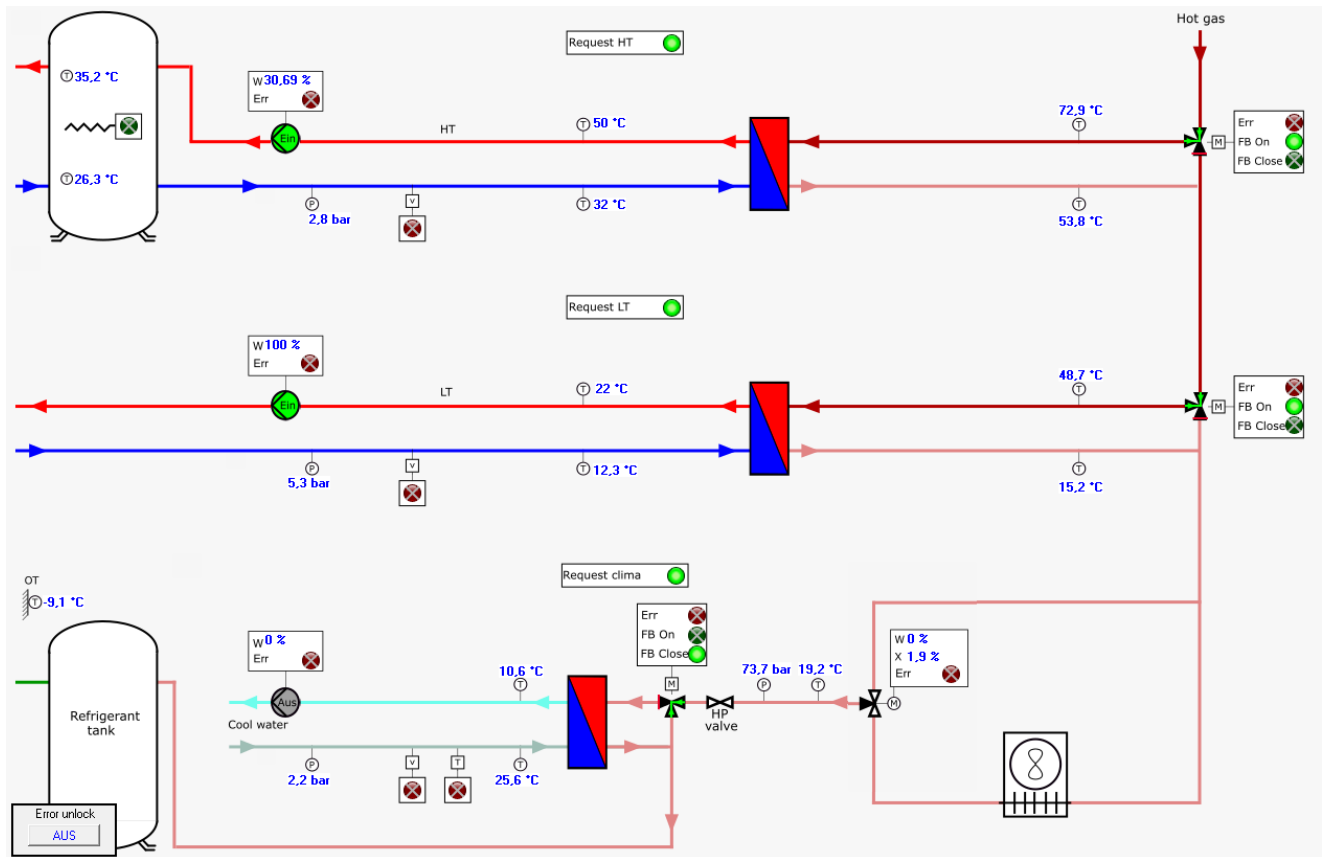 Hot gas
Request HT
T 35,2 °C
W 30,69 %
Err
Ein
HT
T 50 °C
72,9 °C
T
Err
M FB On
FB Close
T 26,3 °C
P
2,8 bar
v
T 32 °C
T
53,8 °C
Request LT
W 100 %
Err
Ein
LT
T 22 °C
48,7 °C
T
Err
M FB On
FB Close
P
5,3 bar
v
T 12,3 °C
T
15,2 °C
Request clima
OT
T -9,1 °C
W 0 %
Err
Aus
Cool water
10,6 °C
T
Err
FB On
FB Close
M
73,7 bar 19,2 °C
P T
HP
valve
W 0 %
X 1,9 %
Err
M
Refrigerant
tank
P
2,2 bar
v
T
T
25,6 °C
Error unlock
AUS